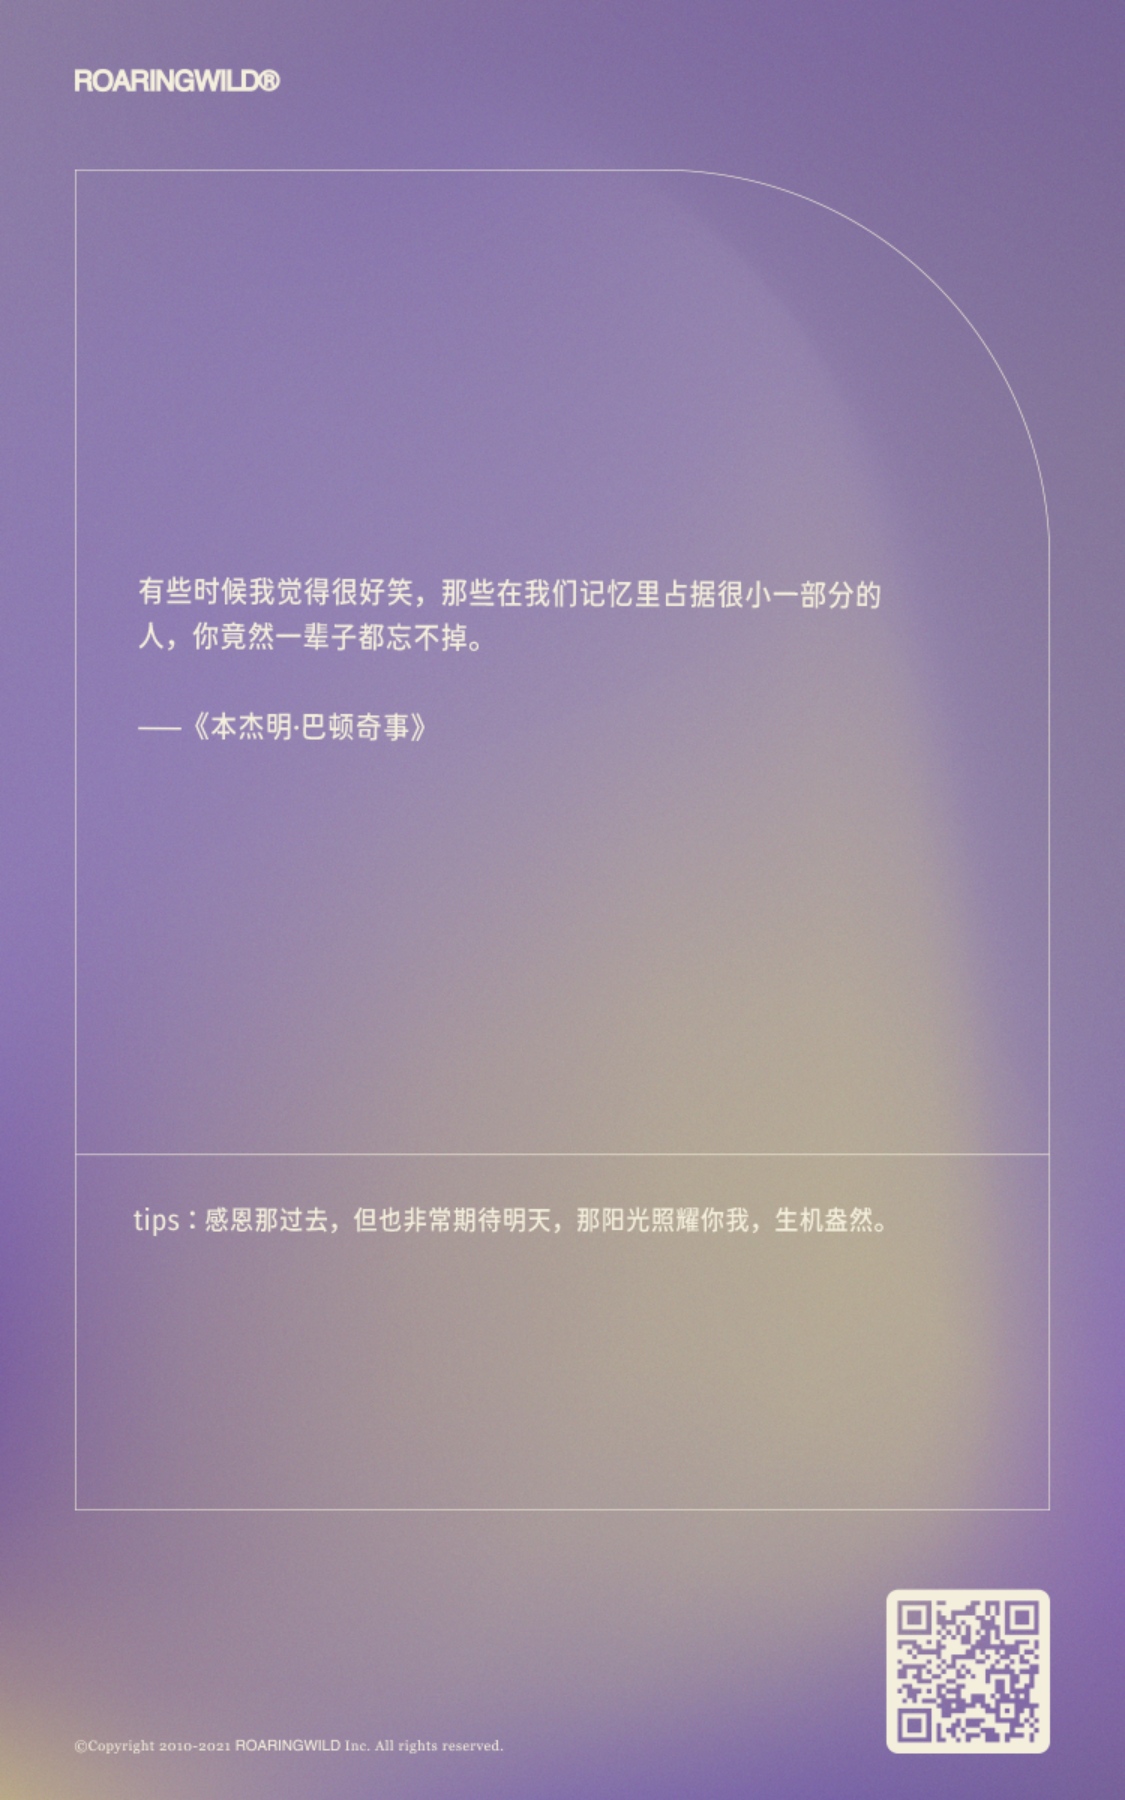 ROARINGWILD®
有些时候我觉得很好笑，那些在我们记忆里占据很小一部分的
人，你竟然一辈子都忘不掉。
——《本杰明·巴顿奇事》
tips：感恩那过去，但也非常期待明天，那阳光照耀你我，生机盎然。
©Copyright 2010-2021 ROARINGWILD Inc. All rights reserved.